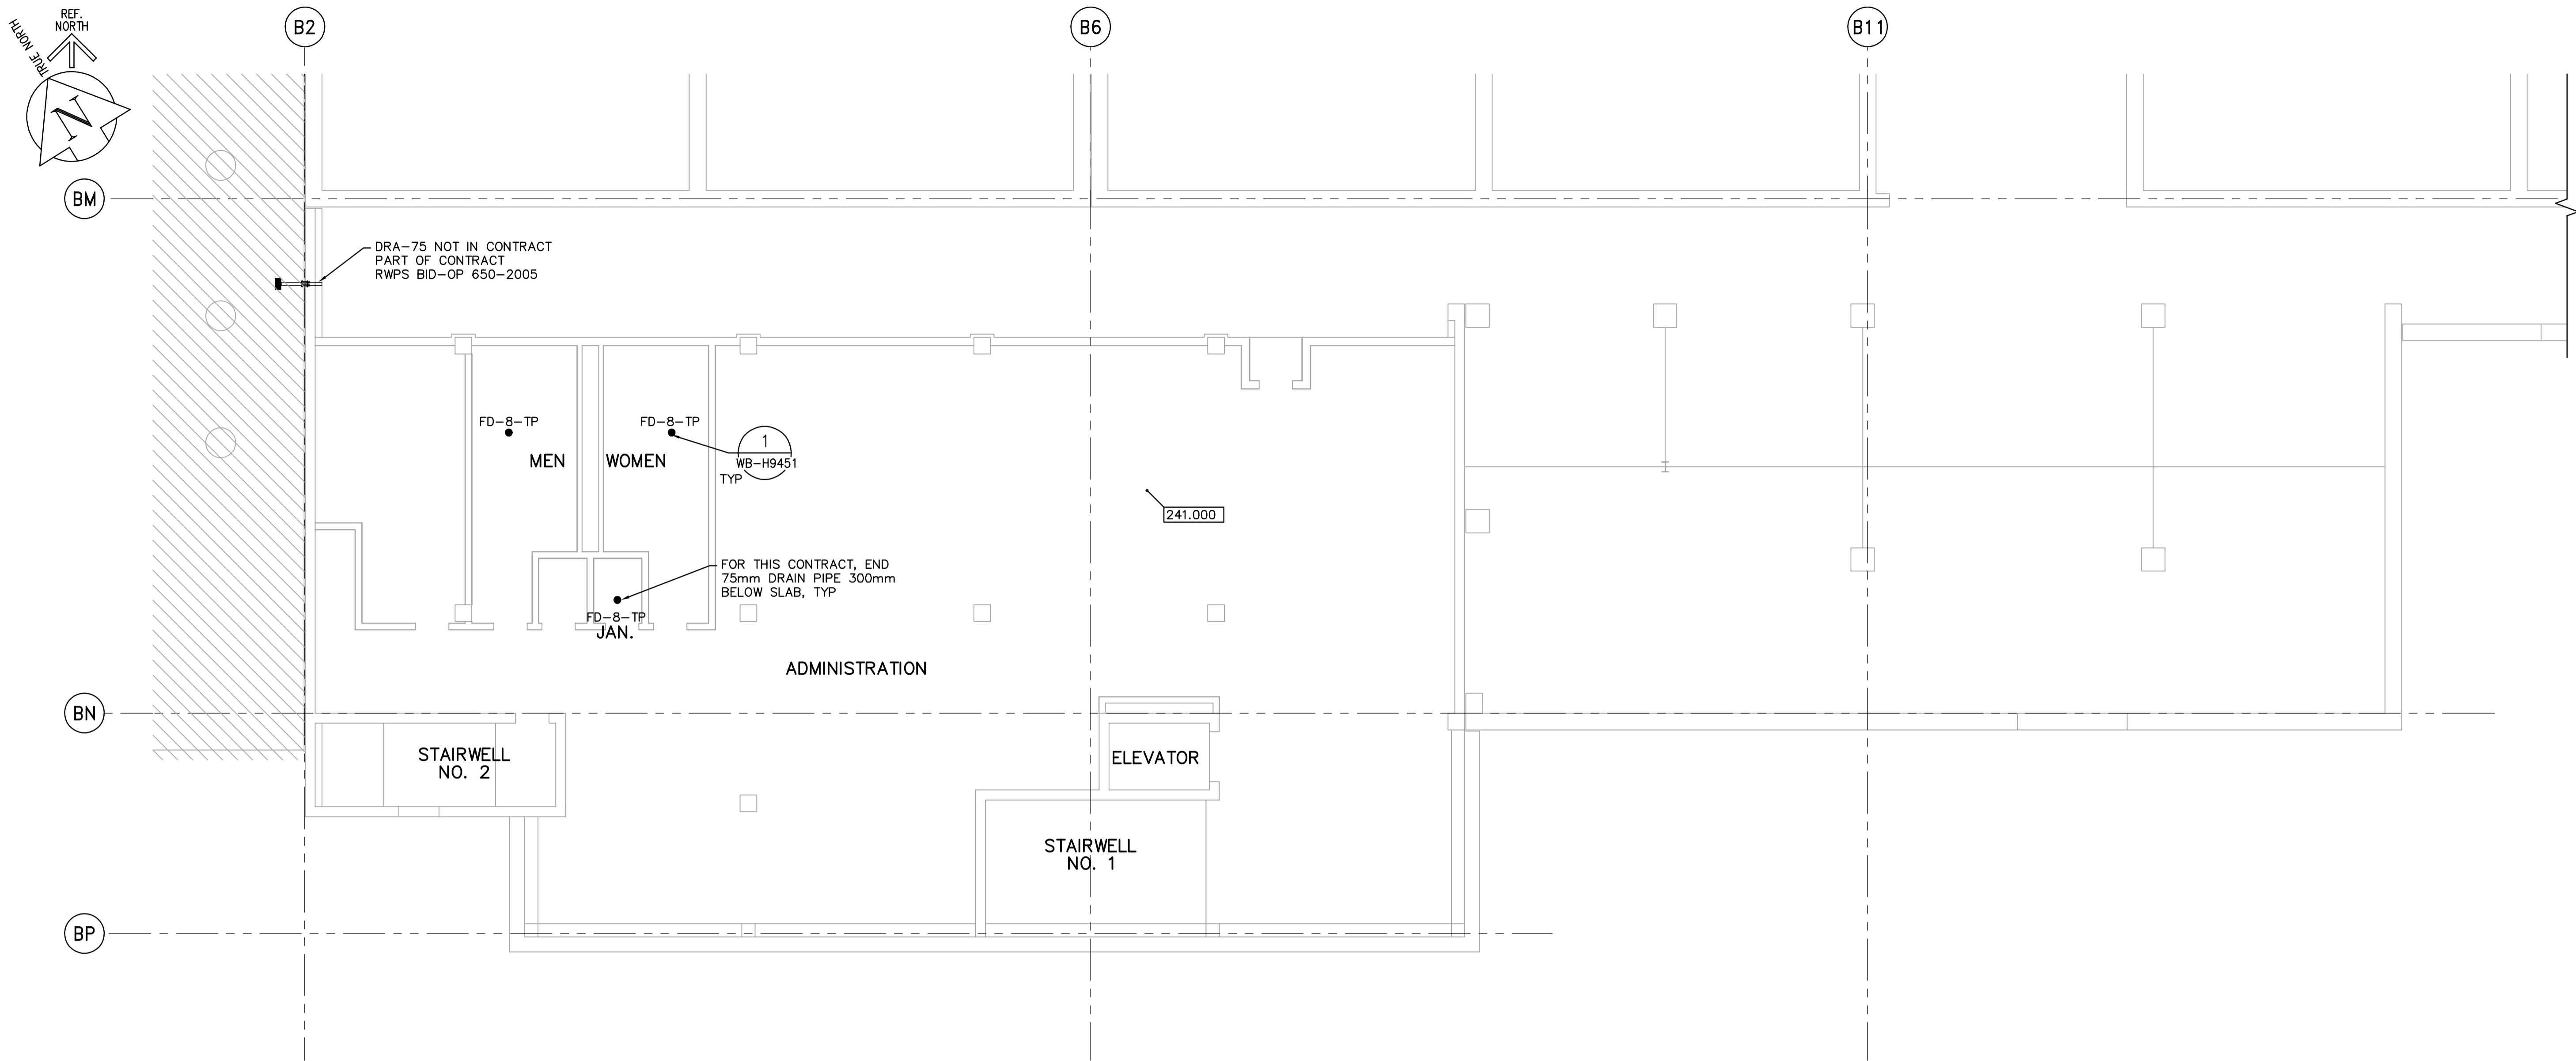 REF.
NORTH
TRUE NORTH
N
B2
B6
B11
BM
DRA-75 NOT IN CONTRACT
PART OF CONTRACT
RWPS BID-OP 650-2005
FD-8-TP
FD-8-TP
MEN
WOMEN
1
WB-H9451
TYP
241.000
FOR THIS CONTRACT, END
75mm DRAIN PIPE 300mm
BELOW SLAB, TYP
FD-8-TP
JAN.
ADMINISTRATION
BN
STAIRWELL
NO. 2
ELEVATOR
STAIRWELL
NO. 1
BP